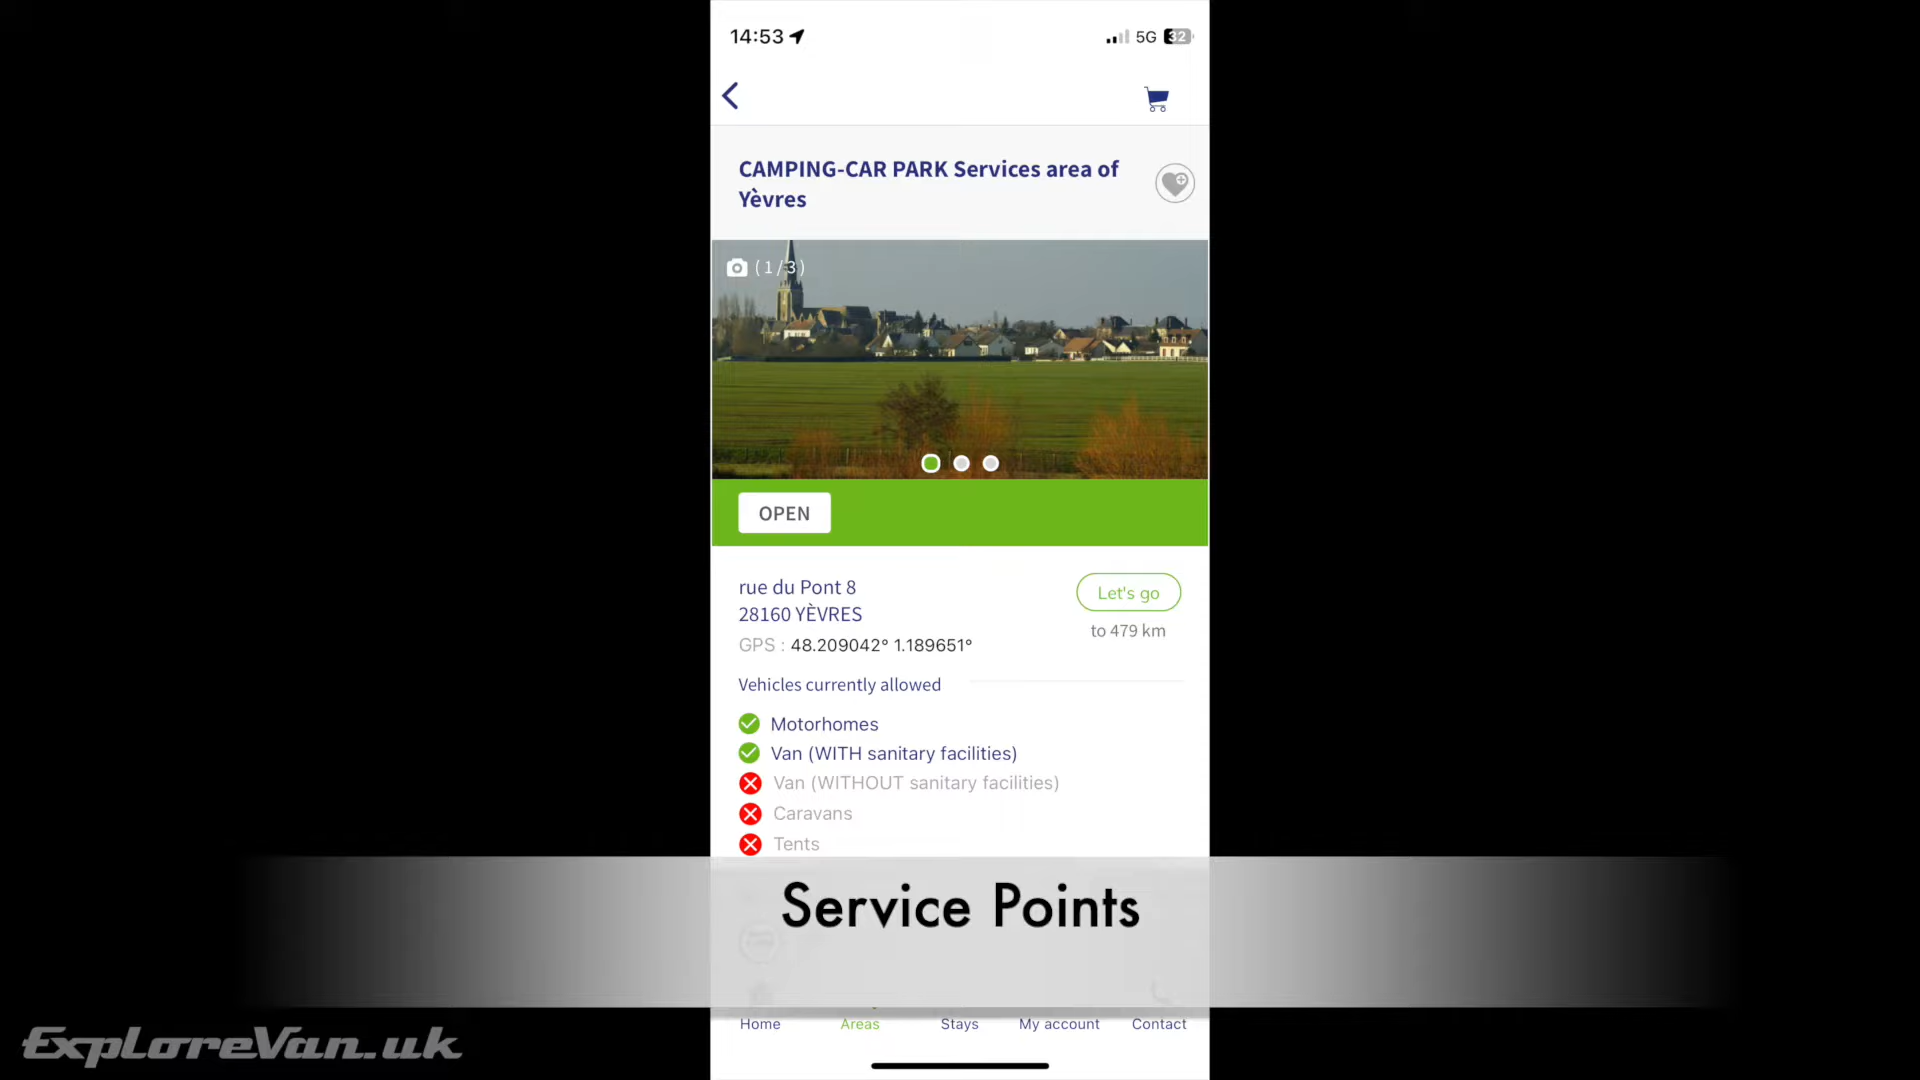 14:53
5G 32
CAMPING-CAR PARK Services area of
Yèvres
(1/3)
OPEN
rue du Pont 8
28160 YÈVRES
GPS : 48.209042° 1.189651°
Let's go
to 479 km
Vehicles currently allowed
Motorhomes
Van (WITH sanitary facilities)
Van (WITHOUT sanitary facilities)
Caravans
Tents
Service Points
Home Areas Stays My account Contact
ExploreVan.uk